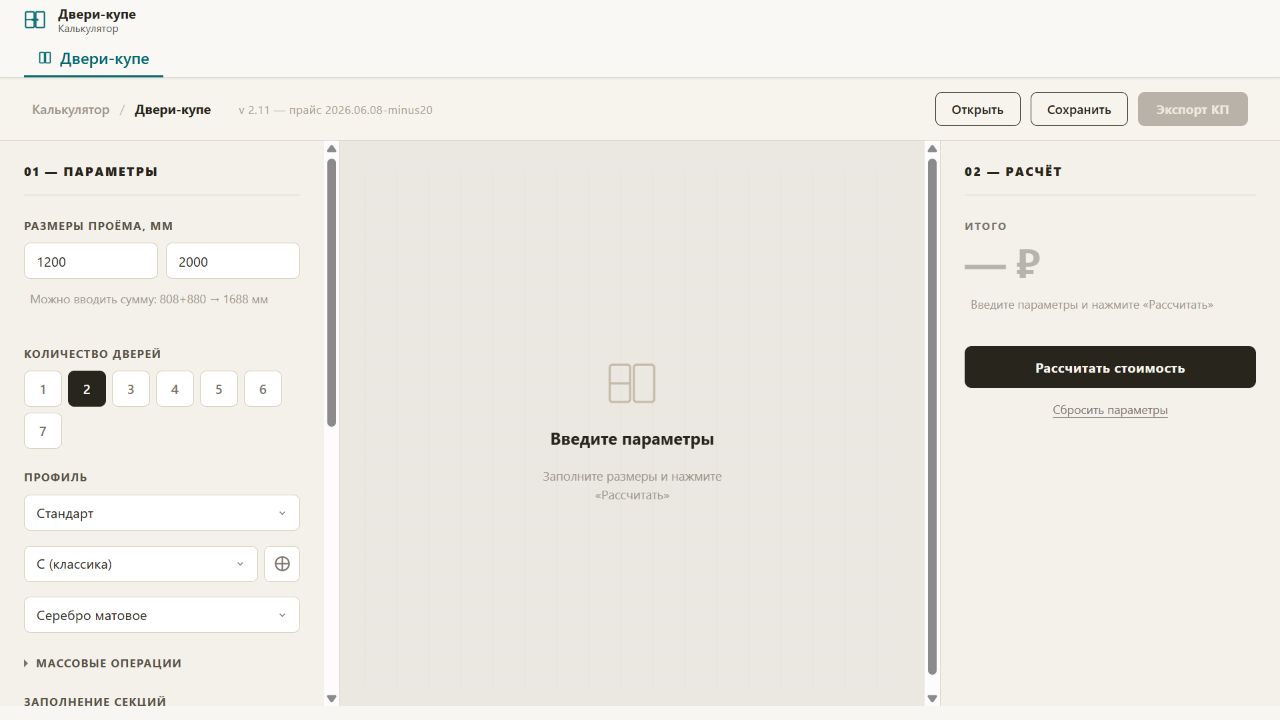 Двери-купе
Калькулятор
Двери-купе
Калькулятор / Двери-купе v 2.11 — прайс 2026.06.08-minus20
Открыть
Сохранить
Экспорт КП
01 — ПАРАМЕТРЫ
РАЗМЕРЫ ПРОЁМА, ММ
1200
2000
Можно вводить сумму: 808+880 → 1688 мм
КОЛИЧЕСТВО ДВЕРЕЙ
1 2 3 4 5 6
7
ПРОФИЛЬ
Стандарт
С (классика)
Серебро матовое
МАССОВЫЕ ОПЕРАЦИИ
ЗАПОЛНЕНИЕ СЕКЦИЙ
Введите параметры
Заполните размеры и нажмите
«Рассчитать»
02 — РАСЧЁТ
ИТОГО
— ₽
Введите параметры и нажмите «Рассчитать»
Рассчитать стоимость
Сбросить параметры